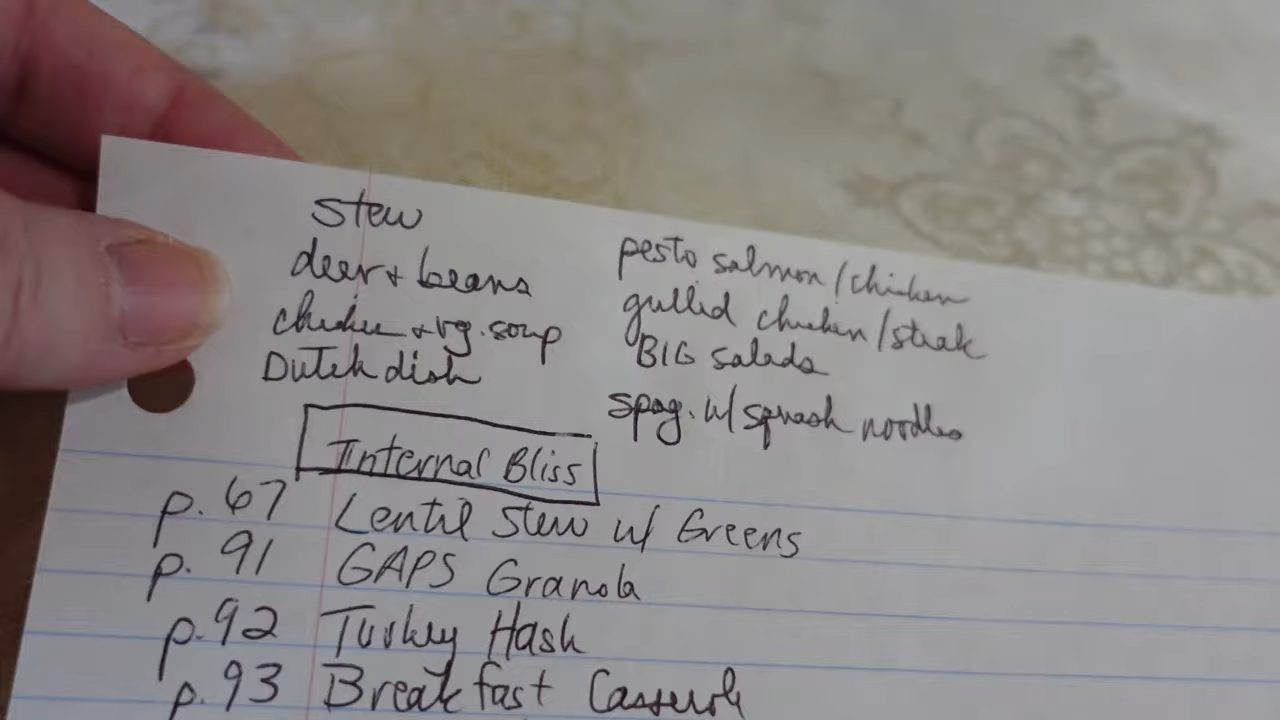 Stew
deer + beans
chicken + vg. soup
Dutch dish
pesto salmon/chicken
grilled chicken/steak
BIG salads
spag. w/ squash noodles
Internal Bliss
p. 67 Lentil Stew w/ Greens
p. 91 GAPS Granola
p. 92 Turkey Hash
p. 93 Breakfast Casserole